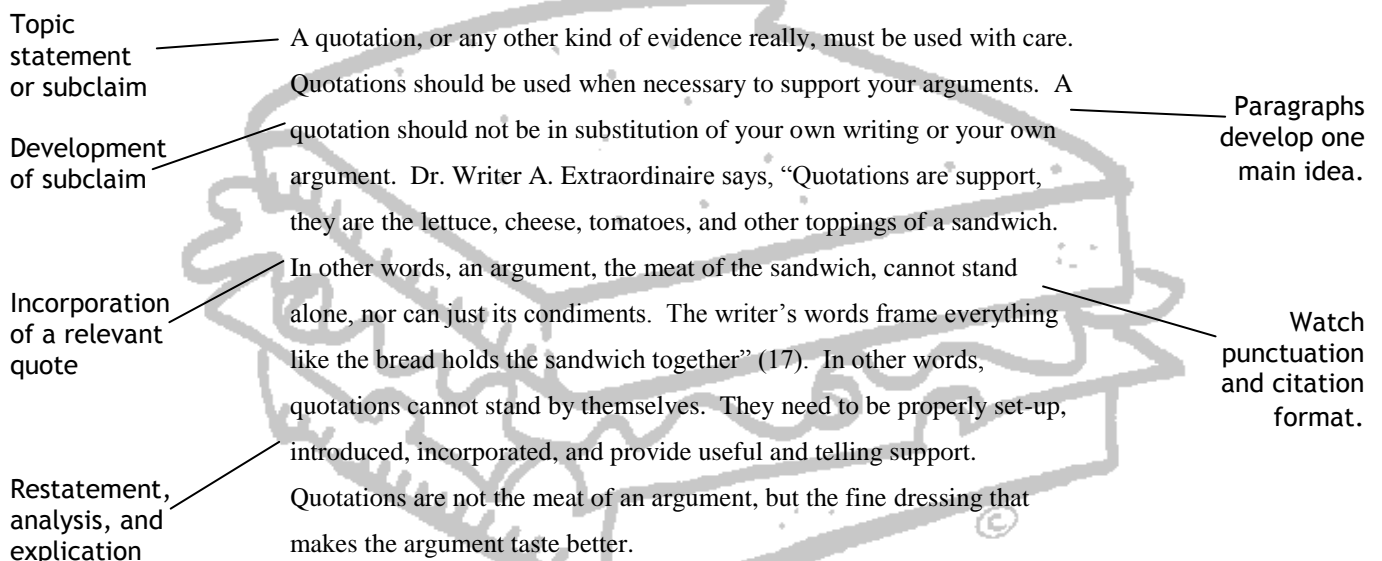 Topic
statement
or subclaim
Development
of subclaim
Incorporation
of a relevant
quote
Restatement,
analysis, and
explication
A quotation, or any other kind of evidence really, must be used with care.
Quotations should be used when necessary to support your arguments.  A
quotation should not be in substitution of your own writing or your own
argument.  Dr. Writer A. Extraordinaire says, “Quotations are support,
they are the lettuce, cheese, tomatoes, and other toppings of a sandwich.
In other words, an argument, the meat of the sandwich, cannot stand
alone, nor can just its condiments.  The writer’s words frame everything
like the bread holds the sandwich together” (17).  In other words,
quotations cannot stand by themselves.  They need to be properly set-up,
introduced, incorporated, and provide useful and telling support.
Quotations are not the meat of an argument, but the fine dressing that
makes the argument taste better.
©
Paragraphs
develop one
main idea.
Watch
punctuation
and citation
format.